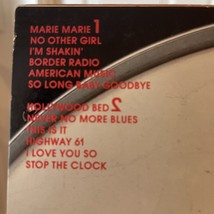 MARIE MARIE 1
NO OTHER GIRL
I'M SHAKIN'
BORDER RADIO
AMERICAN MUSIC
SO LONG BABY GOODBYE
HOLLYWOOD BED 2
NEVER NO MORE BLUES
THIS IS IT
HIGHWAY 61
I LOVE YOU SO
STOP THE CLOCK